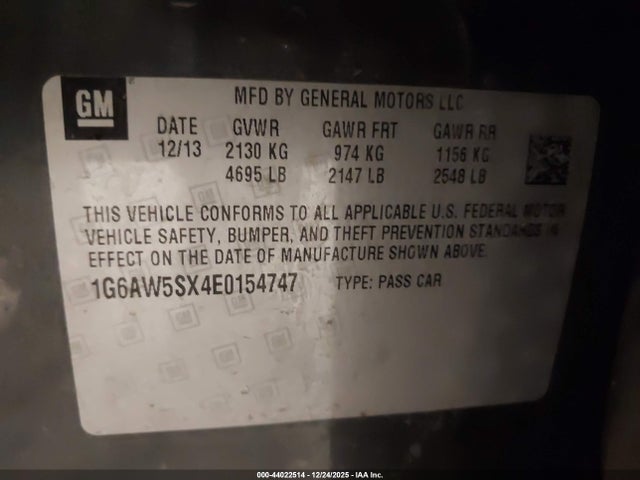 GM
MFD BY GENERAL MOTORS LLC
DATE GVWR GAWR FRT GAWR RR
12/13 2130 KG 974 KG 1156 KG
4695 LB 2147 LB 2548 LB
THIS VEHICLE CONFORMS TO ALL APPLICABLE U.S. FEDERAL MOTOR
VEHICLE SAFETY, BUMPER, AND THEFT PREVENTION STANDARDS IN
EFFECT ON THE DATE OF MANUFACTURE SHOWN ABOVE.
1G6AW5SX4E0154747 TYPE: PASS CAR
000-44022514 - 12/24/2025 - IAA Inc.